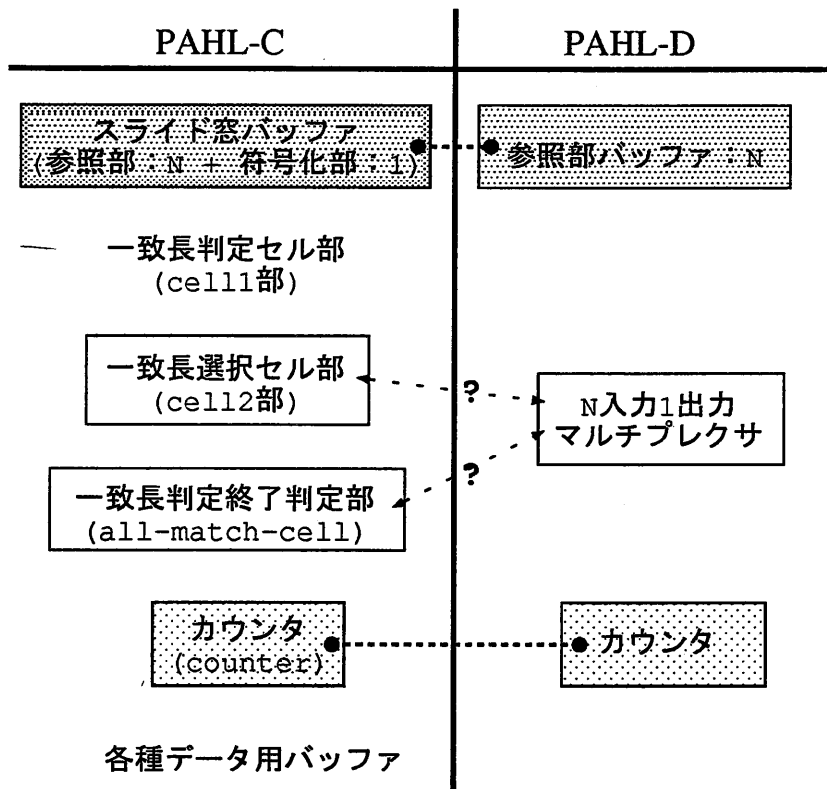 PAHL-C
PAHL-D
スライド窓バッファ
(参照部：N + 符号化部：1)
参照部バッファ：N
一致長判定セル部
(cell1部)
一致長選択セル部
(cell2部)
?
N入力1出力
マルチプレクサ
?
一致長判定終了判定部
(all-match-cell)
カウンタ
(counter)
カウンタ
各種データ用バッファ